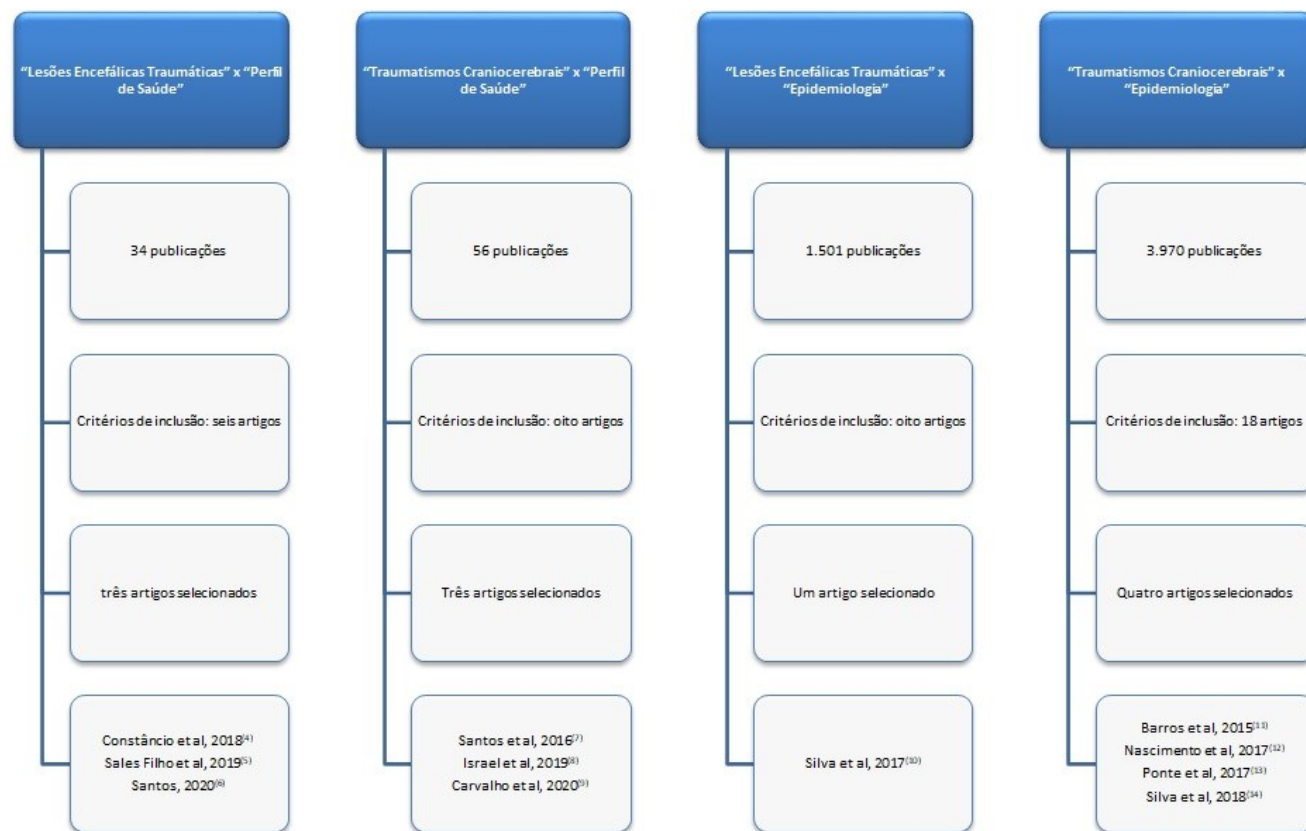 “Lesões Encefálicas Traumáticas” x “Perfil
de Saúde”
34 publicações
Critérios de inclusão: seis artigos
três artigos selecionados
Constâncio et al, 2018(4)
Sales Filho et al, 2019(5)
Santos, 2020(6)
“Traumatismos Craniocerebrais” x “Perfil
de Saúde”
56 publicações
Critérios de inclusão: oito artigos
Três artigos selecionados
Santos et al, 2016(7)
Israel et al, 2019(8)
Carvalho et al, 2020(9)
“Lesões Encefálicas Traumáticas” x
“Epidemiologia”
1.501 publicações
Critérios de inclusão: oito artigos
Um artigo selecionado
Silva et al, 2017(10)
“Traumatismos Craniocerebrais” x
“Epidemiologia”
3.970 publicações
Critérios de inclusão: 18 artigos
Quatro artigos selecionados
Barros et al, 2015(11)
Nascimento et al, 2017(12)
Ponte et al, 2017(13)
Silva et al, 2018(14)